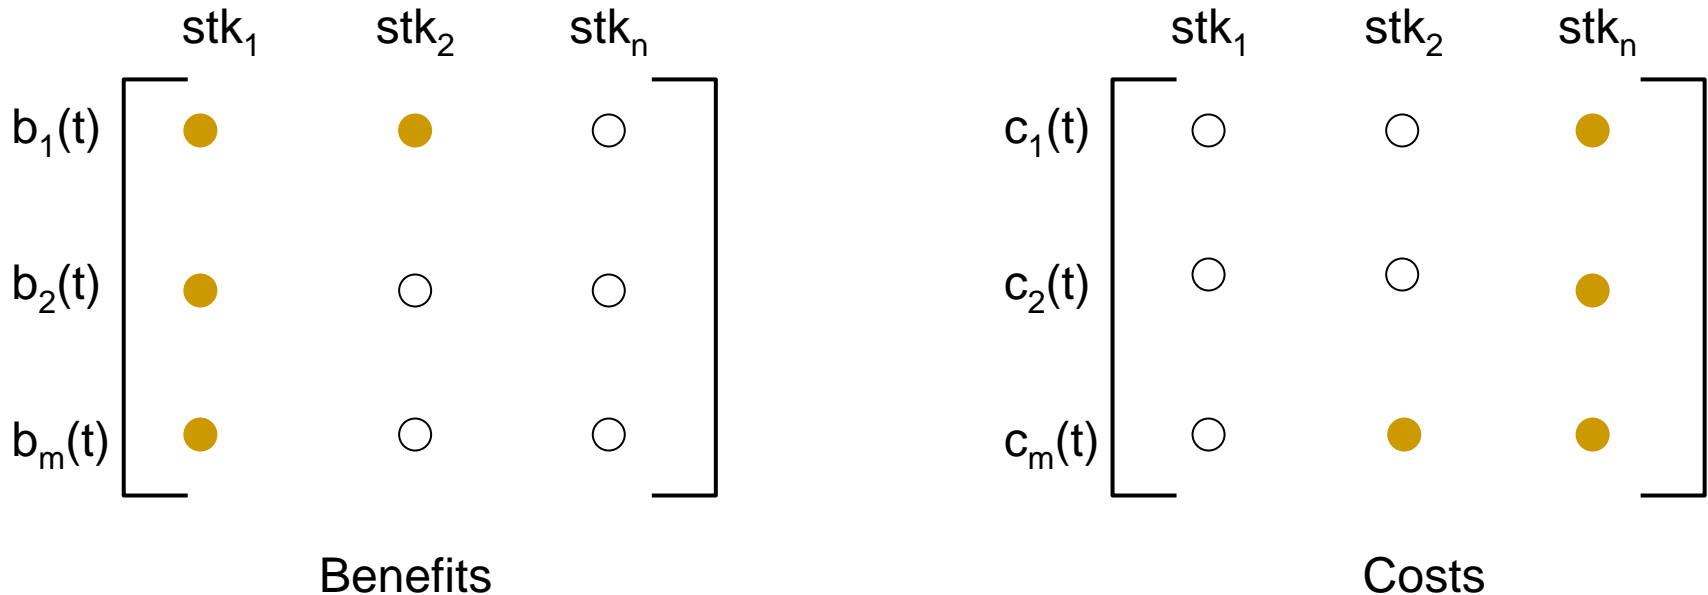 stk₁ stk₂ stkₙ stk₁ stk₂ stkₙ
b₁(t) c₁(t)
b₂(t) c₂(t)
bₘ(t) cₘ(t)
Benefits Costs